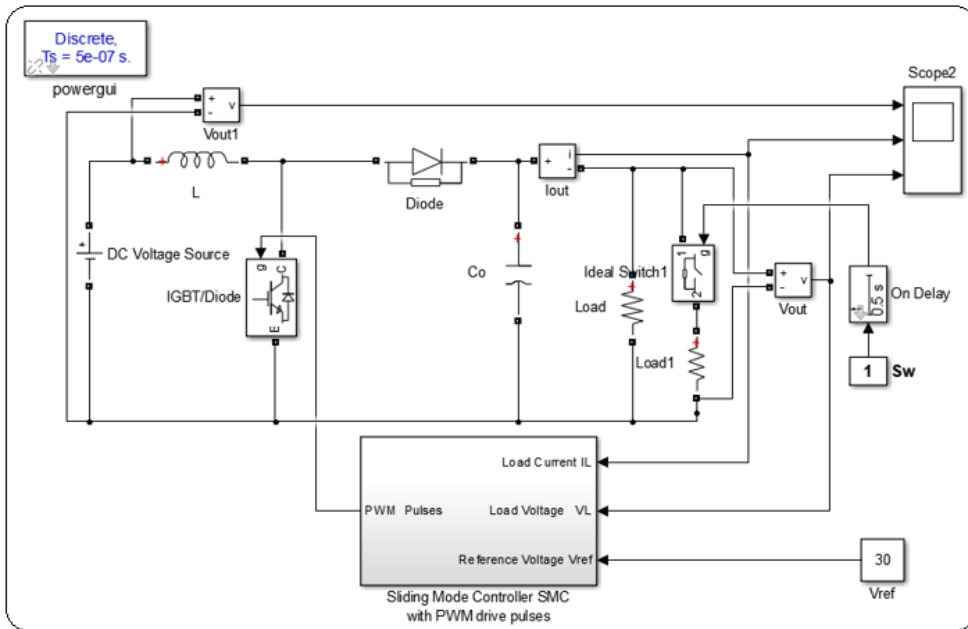 Discrete,
Ts = 5e-07 s.
powergui
Scope2
+
-
v
Vout1
L
Diode
+
-
i
Iout
+
DC Voltage Source
g
C
E
IGBT/Diode
Co
Ideal Switch1
1
g
2
Load
Load1
+
-
v
Vout
0.5 s
On Delay
1
Sw
Load Current IL
PWM Pulses
Load Voltage VL
Reference Voltage Vref
30
Vref
Sliding Mode Controller SMC
with PWM drive pulses